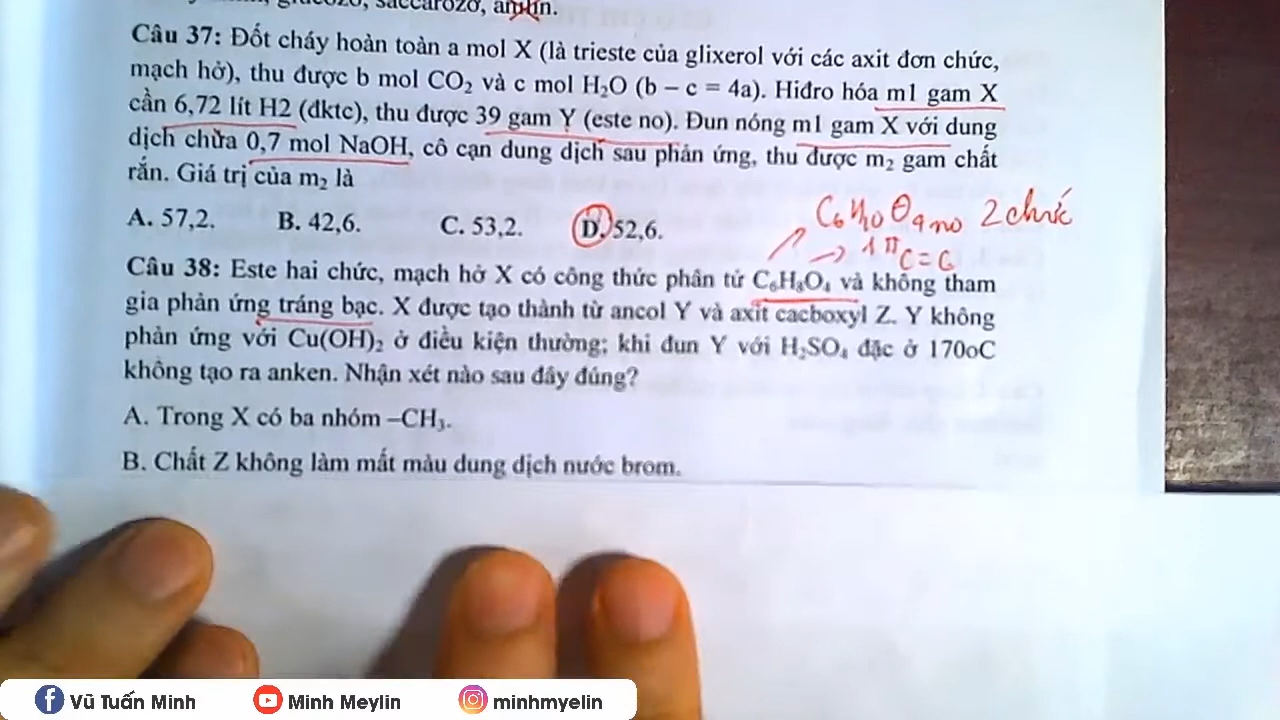 glucozo, saccarozo, anilin.
Câu 37: Đốt cháy hoàn toàn a mol X (là trieste của glixerol với các axit đơn chức,
mạch hở), thu được b mol CO₂ và c mol H₂O (b – c = 4a). Hiđro hóa m1 gam X
cần 6,72 lít H2 (đktc), thu được 39 gam Y (este no). Đun nóng m1 gam X với dung
dịch chứa 0,7 mol NaOH, cô cạn dung dịch sau phản ứng, thu được m₂ gam chất
rắn. Giá trị của m₂ là
A. 57,2. B. 42,6. C. 53,2. D. 52,6.
C₆H₁₀O₄ no 2 chức
→ 1 π C=C
Câu 38: Este hai chức, mạch hở X có công thức phân tử C₆H₈O₄ và không tham
gia phản ứng tráng bạc. X được tạo thành từ ancol Y và axit cacboxyl Z. Y không
phản ứng với Cu(OH)₂ ở điều kiện thường; khi đun Y với H₂SO₄ đặc ở 170oC
không tạo ra anken. Nhận xét nào sau đây đúng?
A. Trong X có ba nhóm –CH₃.
B. Chất Z không làm mất màu dung dịch nước brom.
Vũ Tuấn Minh Minh Meylin minhmyelin